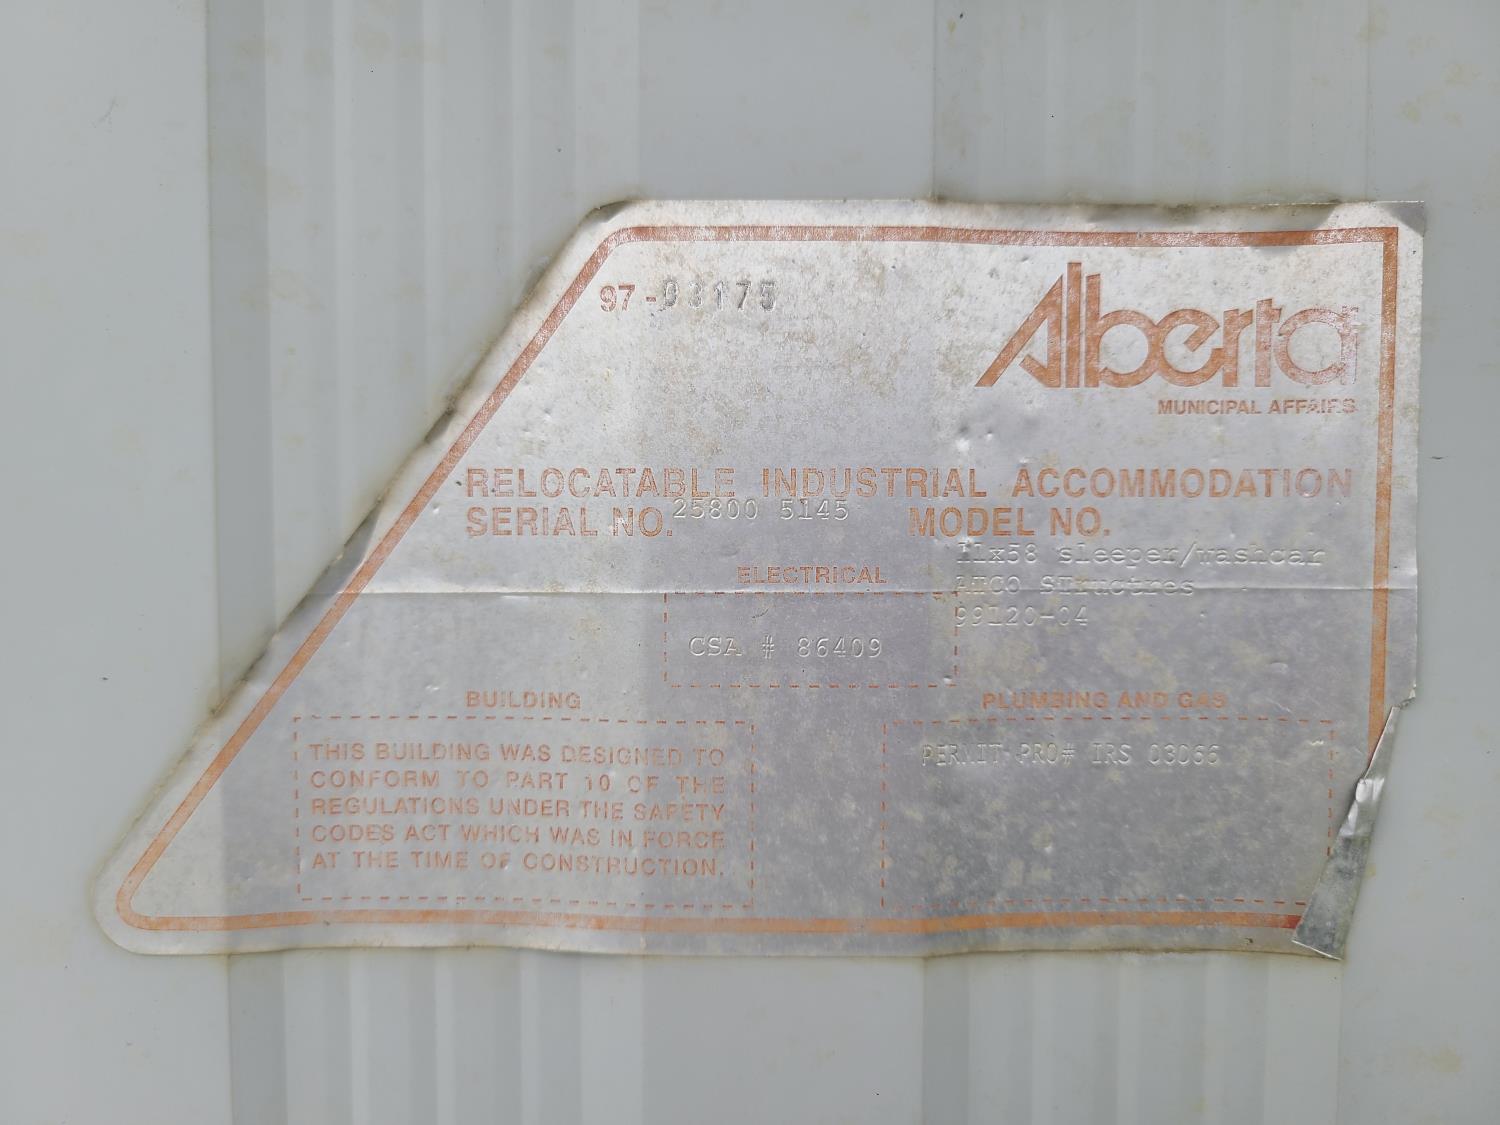 97-03175
Alberta
MUNICIPAL AFFAIRS
RELOCATABLE INDUSTRIAL ACCOMMODATION
SERIAL NO. 25800 5145 MODEL NO.
11x58 sleeper/washcar
ATCO STructres
99120-04
ELECTRICAL
CSA # 86409
BUILDING
THIS BUILDING WAS DESIGNED TO
CONFORM TO PART 10 OF THE
REGULATIONS UNDER THE SAFETY
CODES ACT WHICH WAS IN FORCE
AT THE TIME OF CONSTRUCTION.
PLUMBING AND GAS
PERMIT PRO# IRS 03066